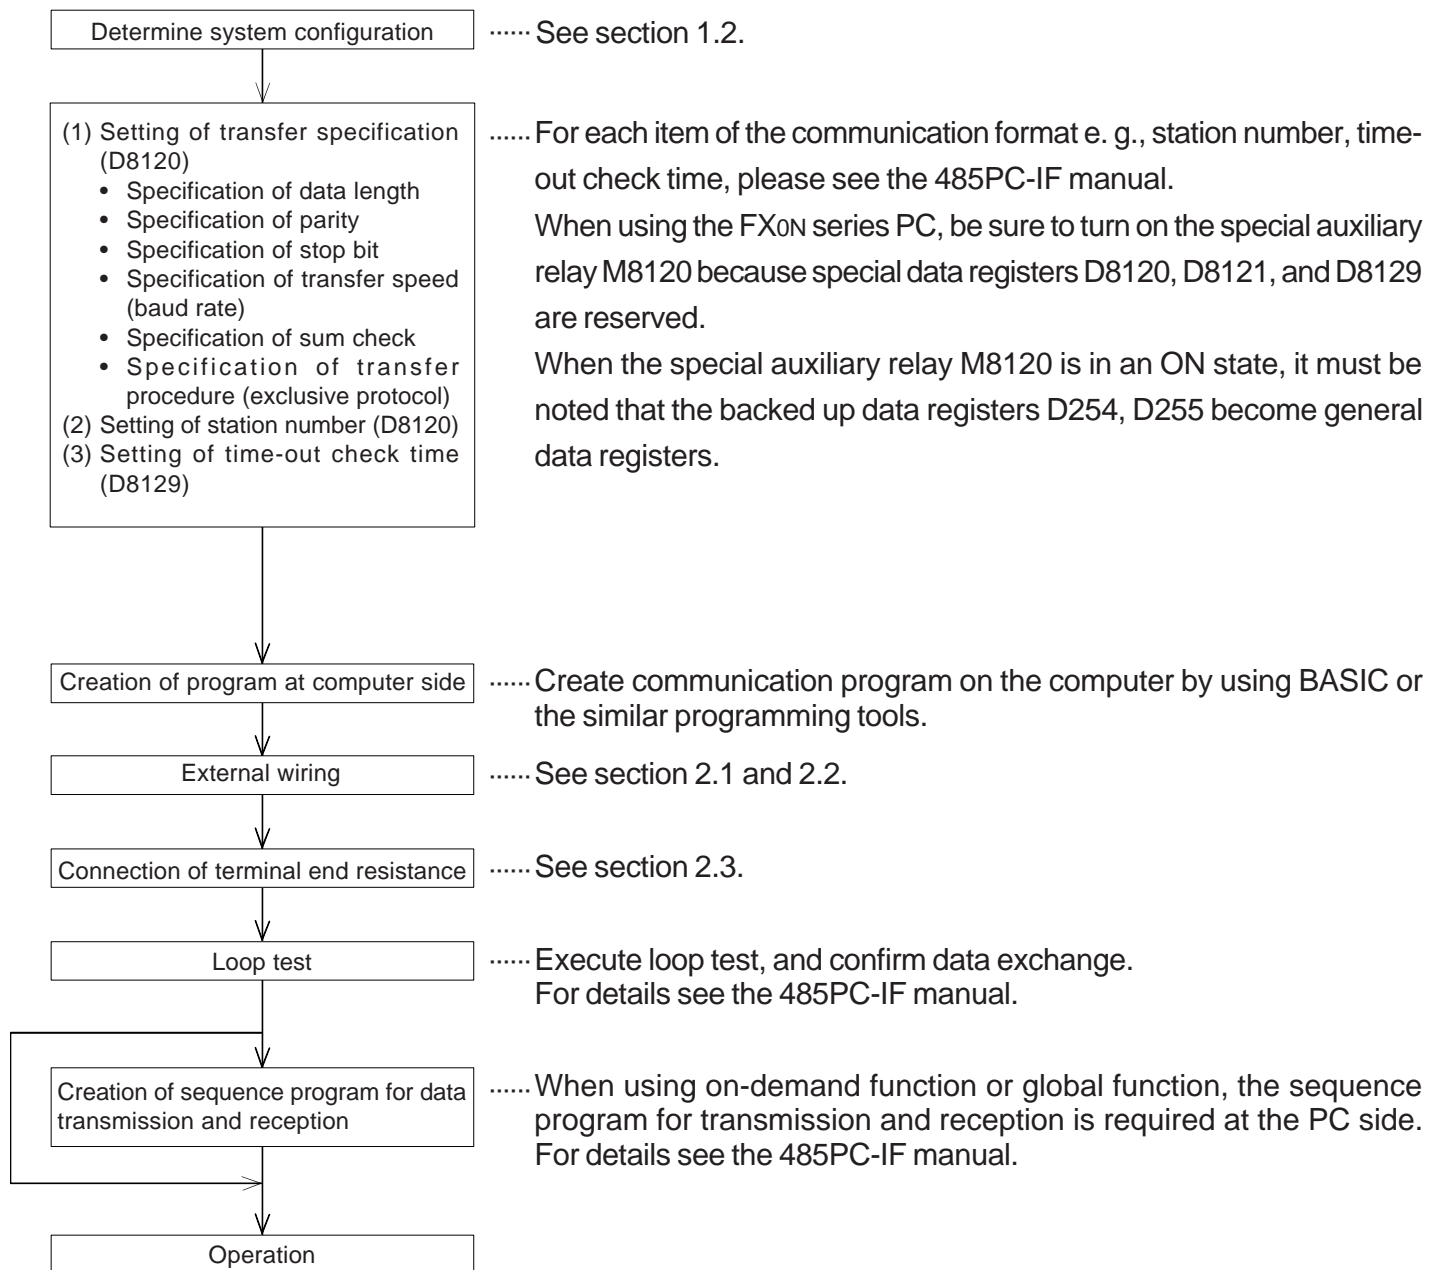 Determine system configuration ...... See section 1.2.
(1) Setting of transfer specification
(D8120)
• Specification of data length
• Specification of parity
• Specification of stop bit
• Specification of transfer speed
(baud rate)
• Specification of sum check
• Specification of transfer
procedure (exclusive protocol)
(2) Setting of station number (D8120)
(3) Setting of time-out check time
(D8129)
...... For each item of the communication format e. g., station number, time-
out check time, please see the 485PC-IF manual.
When using the FX0N series PC, be sure to turn on the special auxiliary
relay M8120 because special data registers D8120, D8121, and D8129
are reserved.
When the special auxiliary relay M8120 is in an ON state, it must be
noted that the backed up data registers D254, D255 become general
data registers.
Creation of program at computer side ...... Create communication program on the computer by using BASIC or
the similar programming tools.
External wiring ...... See section 2.1 and 2.2.
Connection of terminal end resistance ...... See section 2.3.
Loop test ...... Execute loop test, and confirm data exchange.
For details see the 485PC-IF manual.
Creation of sequence program for data
transmission and reception
...... When using on-demand function or global function, the sequence
program for transmission and reception is required at the PC side.
For details see the 485PC-IF manual.
Operation